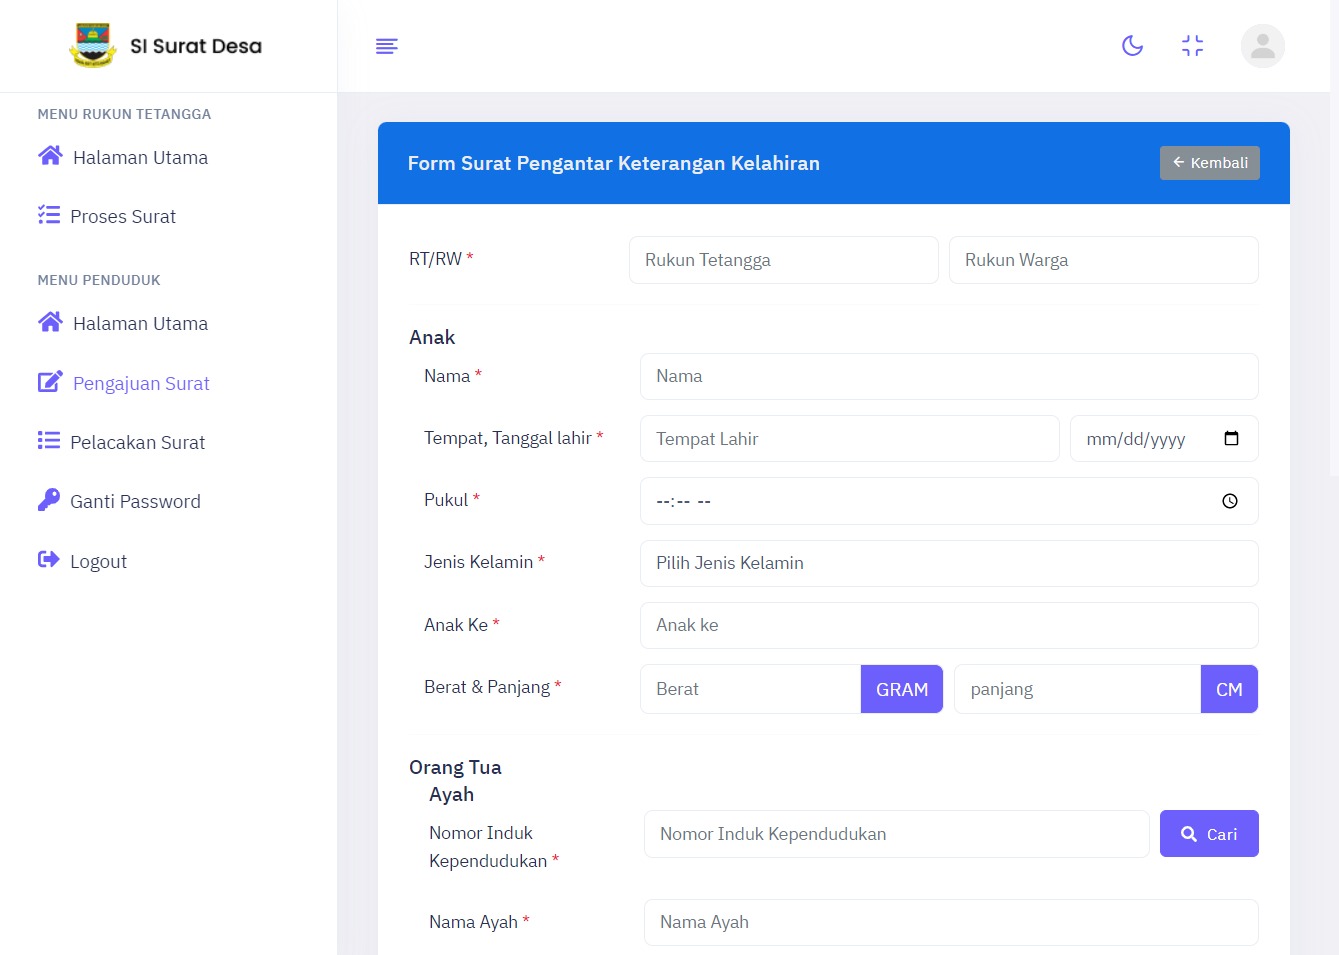 SI Surat Desa
MENU RUKUN TETANGGA
Halaman Utama
Proses Surat
MENU PENDUDUK
Halaman Utama
Pengajuan Surat
Pelacakan Surat
Ganti Password
Logout
Form Surat Pengantar Keterangan Kelahiran
Kembali
RT/RW * Rukun Tetangga Rukun Warga
Anak
Nama * Nama
Tempat, Tanggal lahir * Tempat Lahir mm/dd/yyyy
Pukul * --:-- --
Jenis Kelamin * Pilih Jenis Kelamin
Anak Ke * Anak ke
Berat & Panjang * Berat GRAM panjang CM
Orang Tua
Ayah
Nomor Induk
Kependudukan *
Nomor Induk Kependudukan Cari
Nama Ayah * Nama Ayah